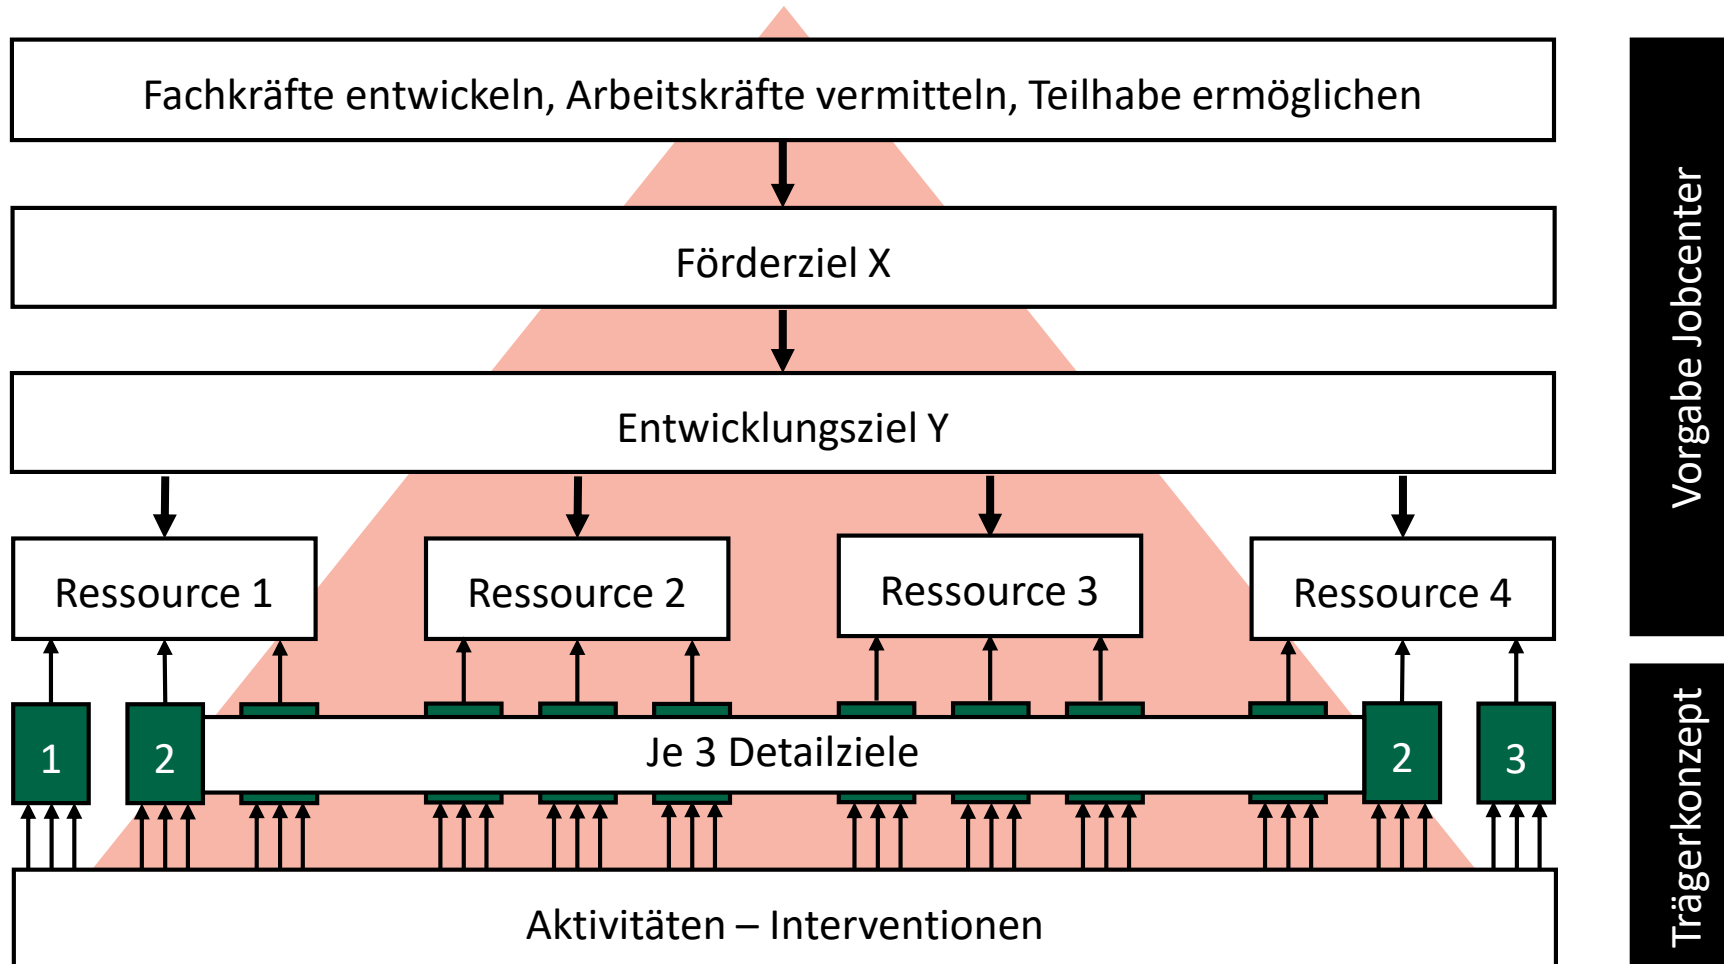 Fachkräfte entwickeln, Arbeitskräfte vermitteln, Teilhabe ermöglichen
Förderziel X
Entwicklungsziel Y
Ressource 1
Ressource 2
Ressource 3
Ressource 4
1
2
Je 3 Detailziele
2
3
Aktivitäten – Interventionen
Vorgabe Jobcenter
Trägerkonzept